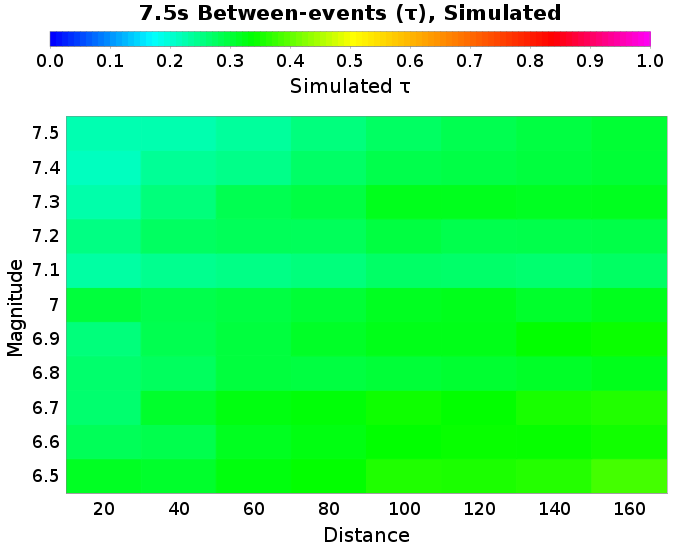 7.5s Between-events (τ), Simulated
0.0 0.1 0.2 0.3 0.4 0.5 0.6 0.7 0.8 0.9 1.0
Simulated τ
7.5
7.4
7.3
7.2
7.1
7
6.9
6.8
6.7
6.6
6.5
Magnitude
20 40 60 80 100 120 140 160
Distance